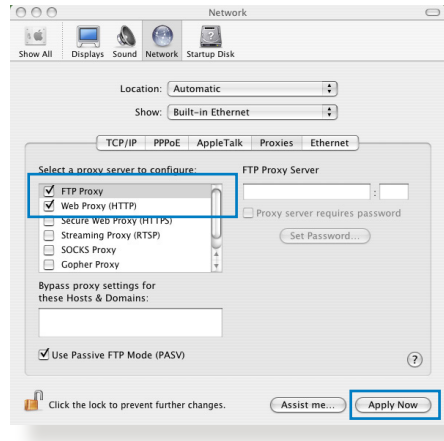 Network
Show All Displays Sound Network Startup Disk
Location: Automatic
Show: Built-in Ethernet
TCP/IP PPPoE AppleTalk Proxies Ethernet
Select a proxy server to configure: FTP Proxy Server
FTP Proxy
:
Web Proxy (HTTP)
Proxy server requires password
Secure Web Proxy (HTTPS)
Streaming Proxy (RTSP)
Set Password...
SOCKS Proxy
Gopher Proxy
Bypass proxy settings for
these Hosts & Domains:
Use Passive FTP Mode (PASV)
?
Click the lock to prevent further changes. Assist me... Apply Now